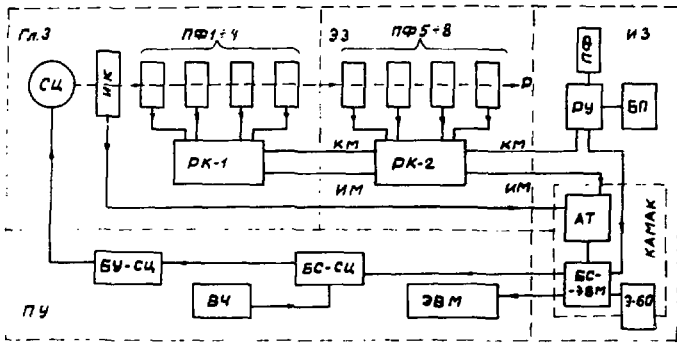 Гл.З
ПФ1÷4
ЭЗ
ПФ5÷8
ИЗ
СЦ
ИК
Р
ПФ
РУ
БП
РК-1
КМ
РК-2
КМ
ИМ
ИМ
АТ
КАМАК
БУ-СЦ
БС-СЦ
БС-
-ЭВМ
ПУ
ВЧ
ЭВМ
Э-60